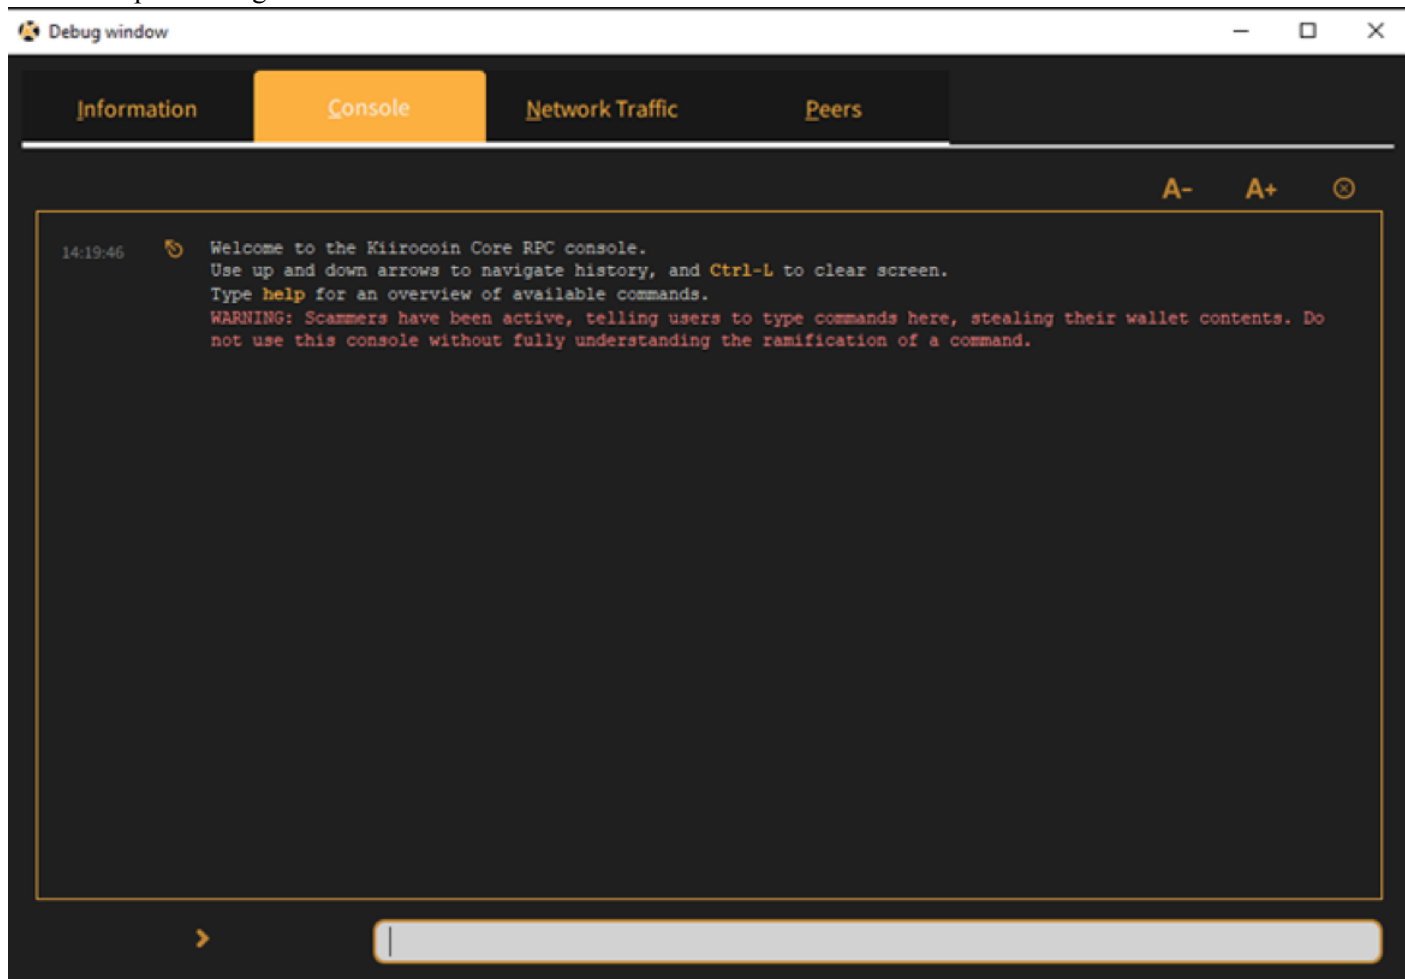 Debug window
Information Console Network Traffic Peers
A- A+
14:19:46 Welcome to the Kiirocoin Core RPC console.
Use up and down arrows to navigate history, and Ctrl-L to clear screen.
Type help for an overview of available commands.
WARNING: Scammers have been active, telling users to type commands here, stealing their wallet contents. Do
not use this console without fully understanding the ramification of a command.